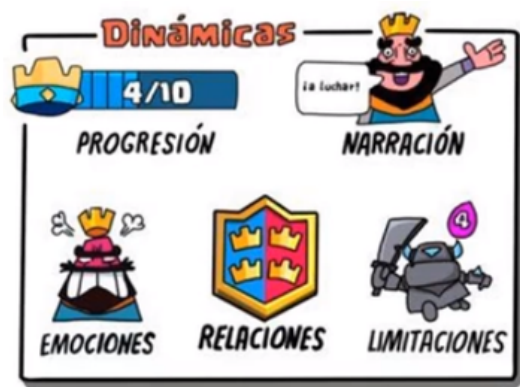 DINÁMICAS
4/10
¡a luchar!
PROGRESIÓN
NARRACIÓN
4
EMOCIONES
RELACIONES
LIMITACIONES